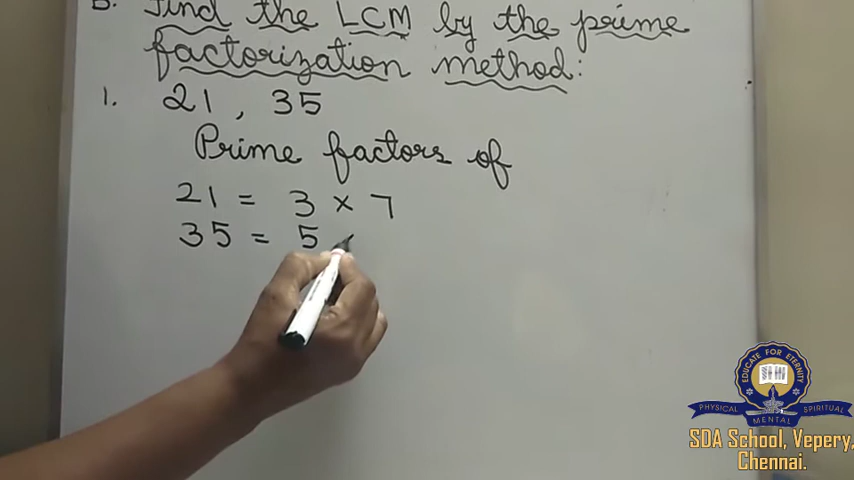 B. Find the LCM by the prime
factorization method:
1. 21 , 35
Prime factors of
21 = 3 × 7
35 = 5
EDUCATE FOR ETERNITY
PHYSICAL MENTAL SPIRITUAL
SDA School, Vepery,
Chennai.